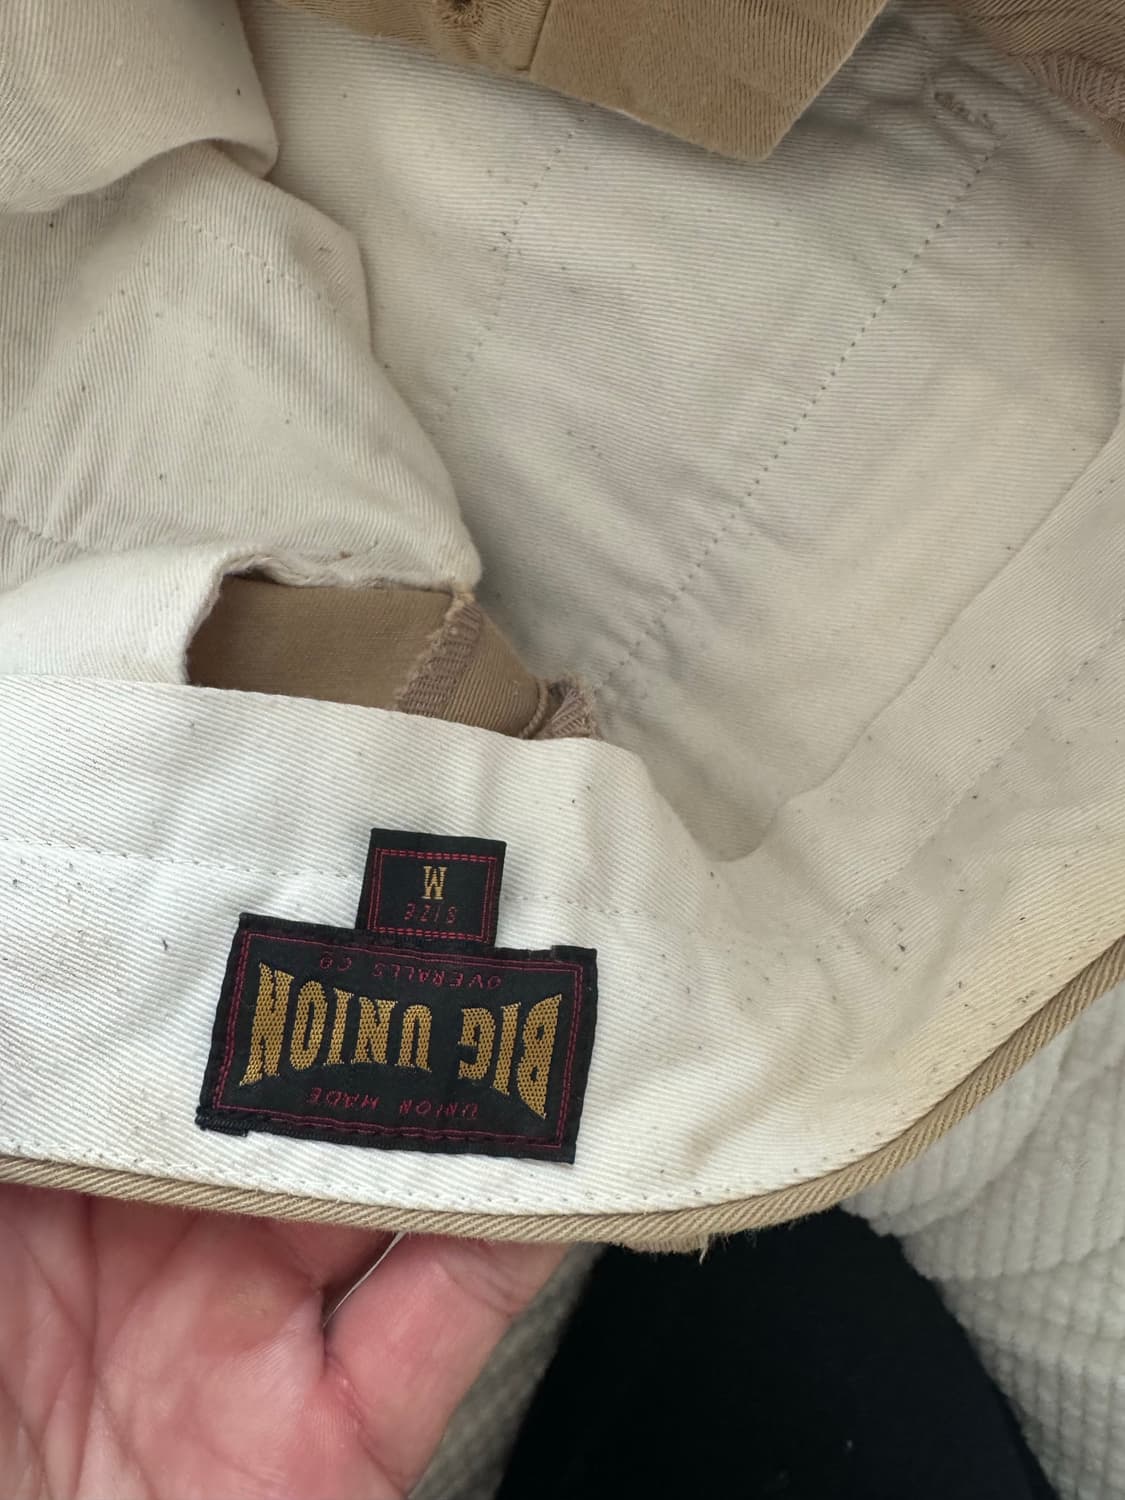 UNION MADE
BIG UNION
OVERALLS CO
SIZE
M